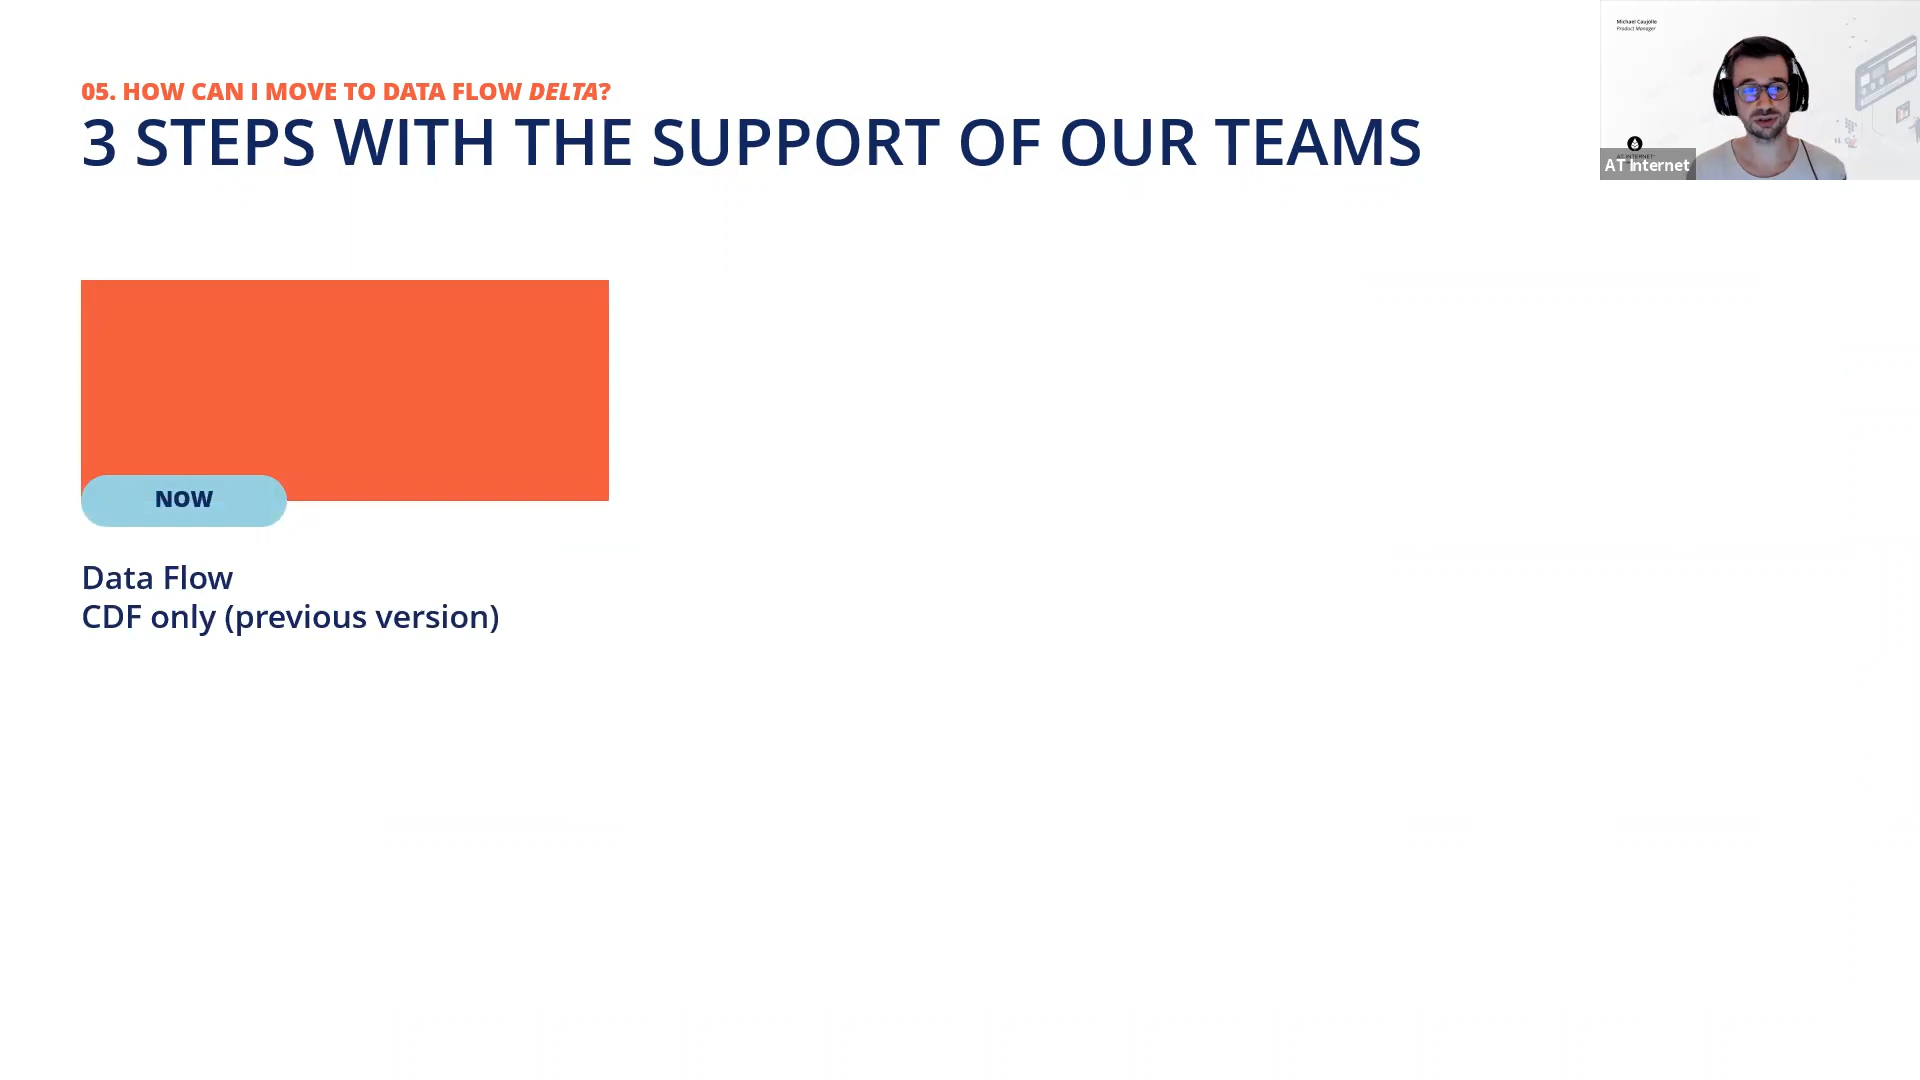 05. HOW CAN I MOVE TO DATA FLOW DELTA?
3 STEPS WITH THE SUPPORT OF OUR TEAMS
Michael Caujolle
Product Manager
AT Internet
NOW
Data Flow
CDF only (previous version)